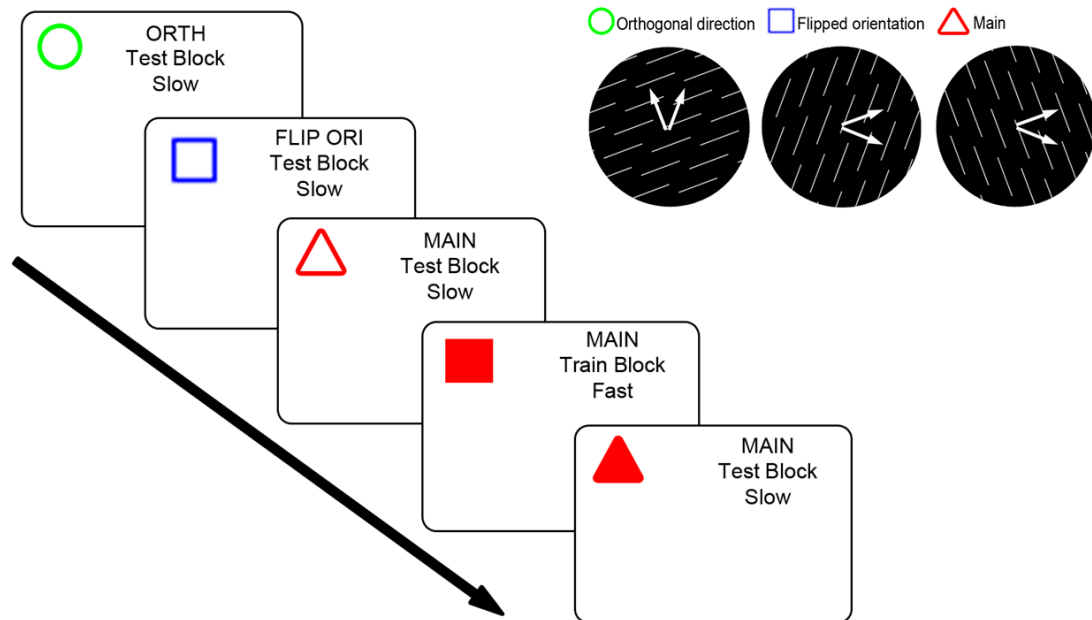 Orthogonal direction Flipped orientation Main
ORTH
Test Block
Slow
FLIP ORI
Test Block
Slow
MAIN
Test Block
Slow
MAIN
Train Block
Fast
MAIN
Test Block
Slow